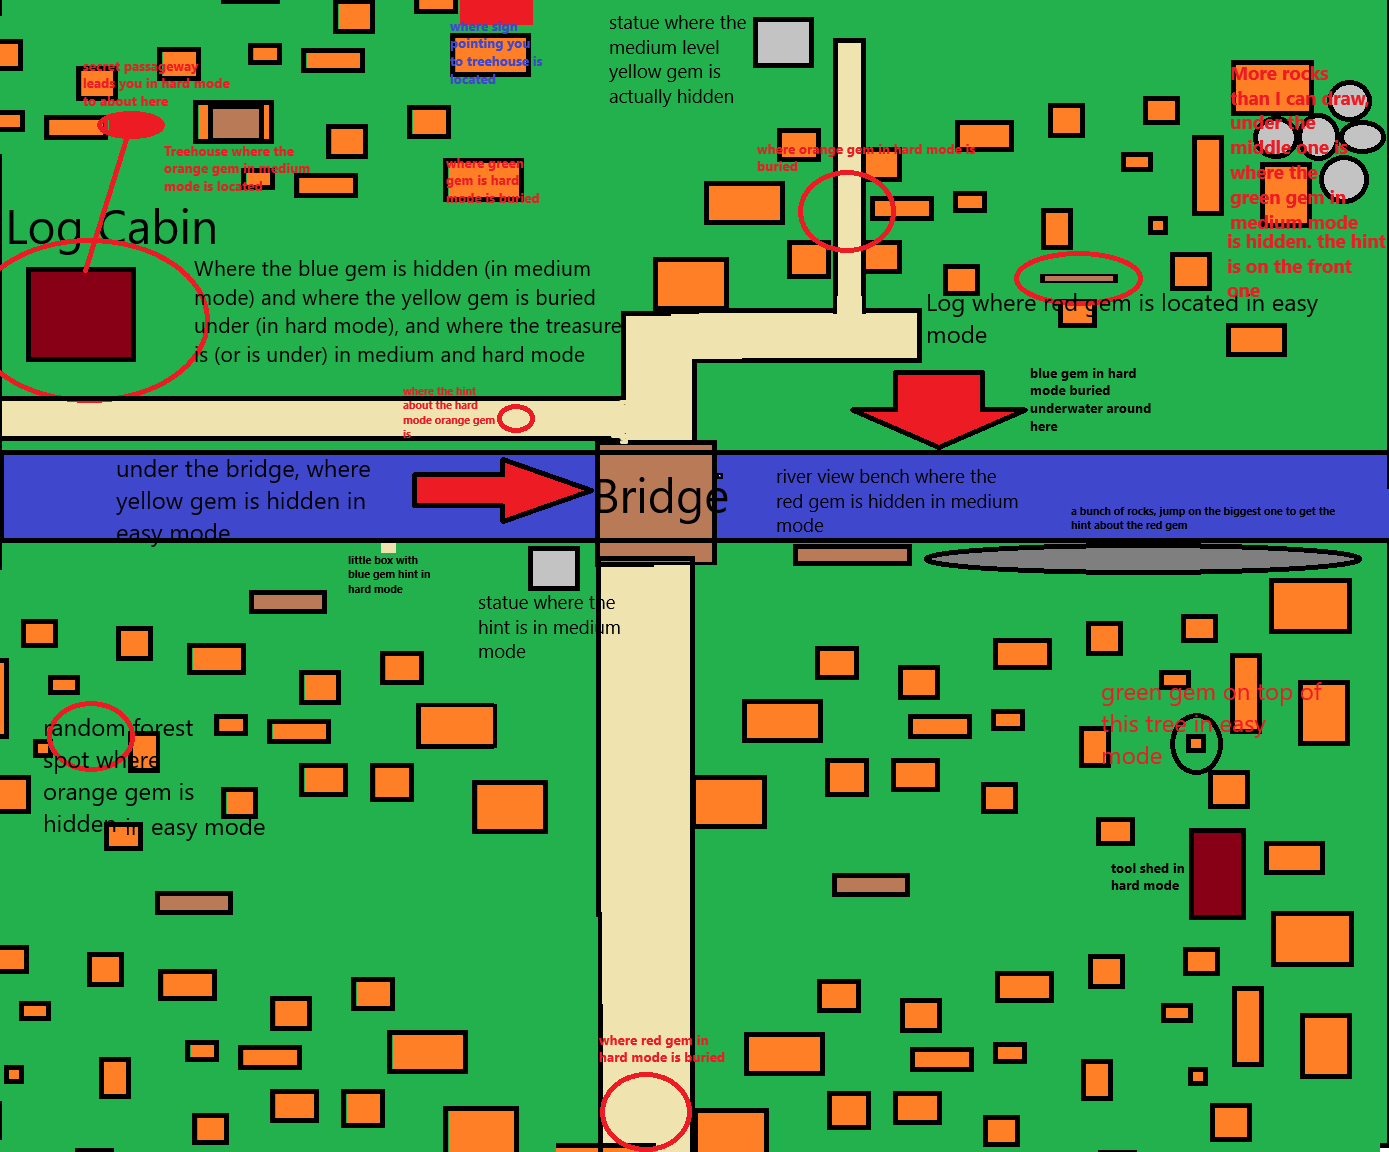 where sign
pointing you
to treehouse is
located
statue where the
medium level
yellow gem is
actually hidden
secret passageway
leads you in hard mode
to about here
More rocks
than I can draw,
under the
middle one is
where the
green gem in
medium mode
is hidden. the hint
is on the front
one
Treehouse where the
orange gem in medium
mode is located
where green
gem is hard
mode is buried
where orange gem in hard mode is
buried
Log Cabin
Where the blue gem is hidden (in medium
mode) and where the yellow gem is buried
under (in hard mode), and where the treasure
is (or is under) in medium and hard mode
Log where red gem is located in easy
mode
where the hint
about the hard
mode orange gem
is
blue gem in hard
mode buried
underwater around
here
under the bridge, where
yellow gem is hidden in
easy mode
Bridge
river view bench where the
red gem is hidden in medium
mode
a bunch of rocks, jump on the biggest one to get the
hint about the red gem
little box with
blue gem hint in
hard mode
statue where the
hint is in medium
mode
random forest
spot where
orange gem is
hidden in easy mode
green gem on top of
this tree in easy
mode
tool shed in
hard mode
where red gem in
hard mode is buried